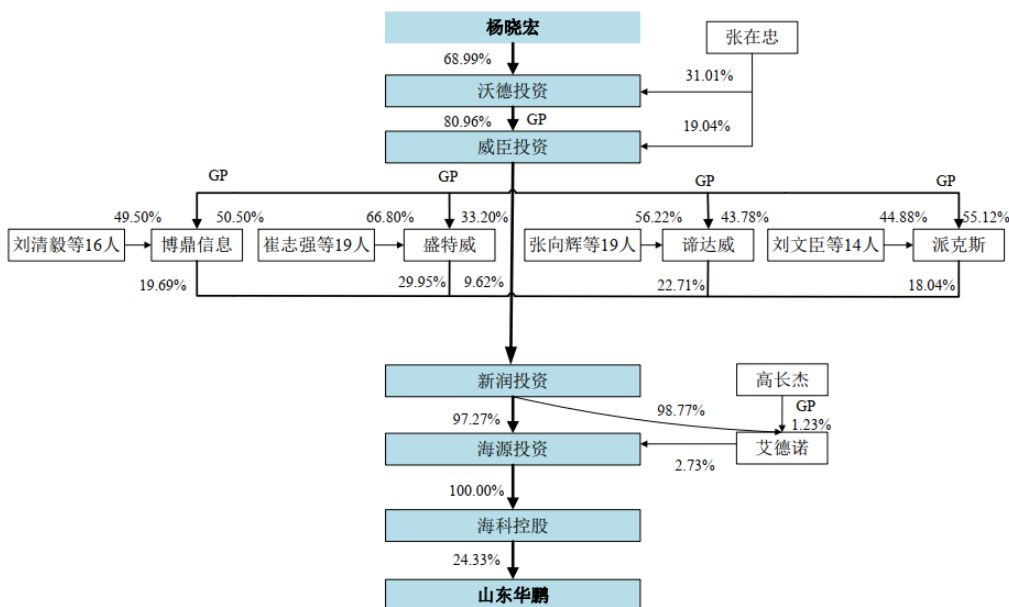 杨晓宏
张在忠
68.99%
31.01%
沃德投资
80.96%
GP
19.04%
威臣投资
GP
GP
GP
GP
49.50%
50.50%
66.80%
33.20%
56.22%
43.78%
44.88%
55.12%
刘清毅等16人
博鼎信息
崔志强等19人
盛特威
张向辉等19人
谛达威
刘文臣等14人
派克斯
19.69%
29.95%
9.62%
22.71%
18.04%
新润投资
高长杰
98.77%
GP
97.27%
1.23%
海源投资
艾德诺
2.73%
100.00%
海科控股
24.33%
山东华鹏